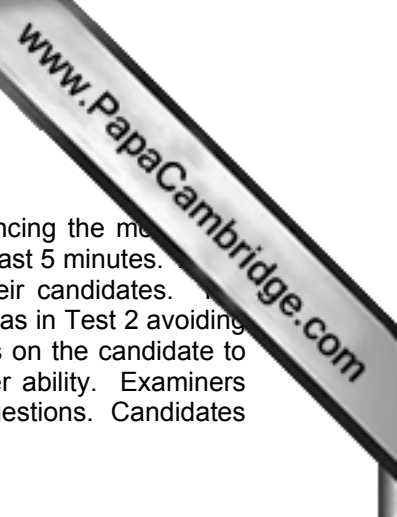 www.PapaCambridge.com
ncing the
ast 5 minutes.
eir candidates.
as in Test 2 avoiding
s on the candidate to
er ability. Examiners
estions. Candidates